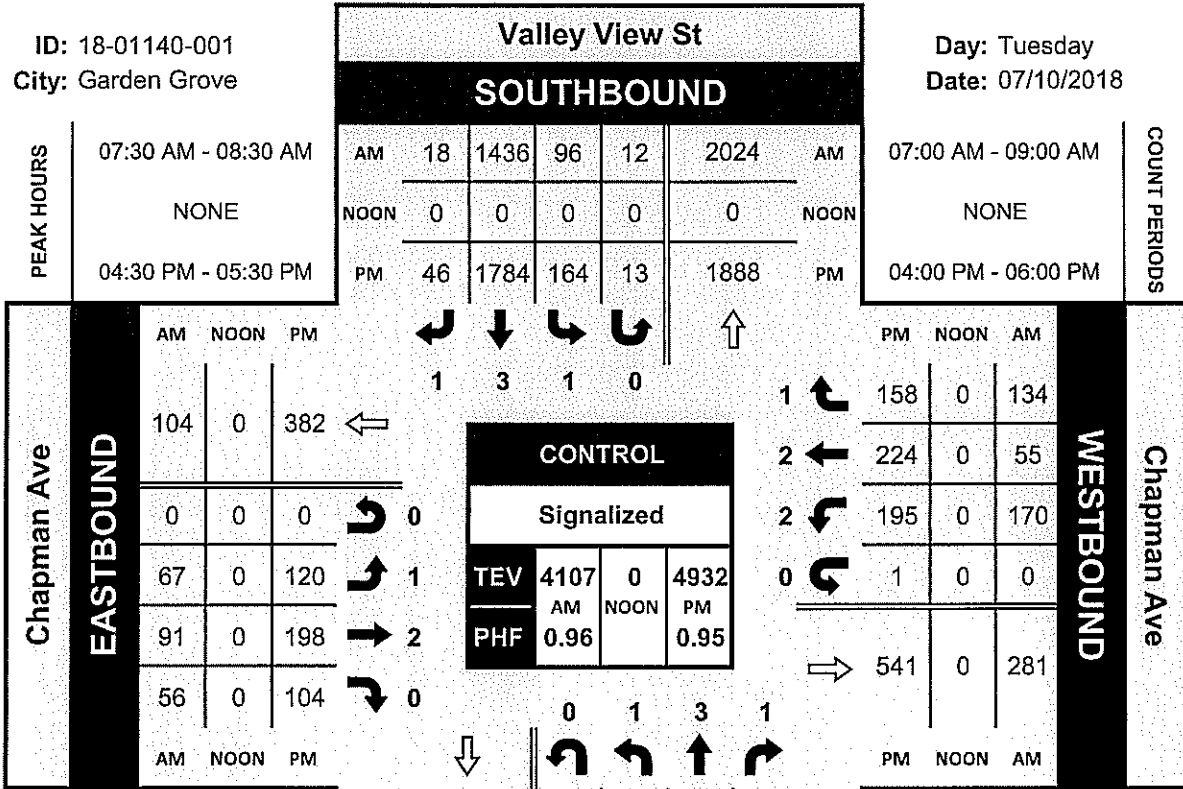 ID: 18-01140-001
City: Garden Grove
Valley View St
SOUTHBOUND
Day: Tuesday
Date: 07/10/2018
PEAK HOURS
07:30 AM - 08:30 AM
NONE
04:30 PM - 05:30 PM
AM 18 1436 96 12 2024 AM
NOON 0 0 0 0 0 NOON
PM 46 1784 164 13 1888 PM
07:00 AM - 09:00 AM
NONE
04:00 PM - 06:00 PM
COUNT PERIODS
1 3 1 0
Chapman Ave
EASTBOUND
AM NOON PM
104 0 382
0 0 0 0
67 0 120 1
91 0 198 2
56 0 104 0
AM NOON PM
CONTROL
Signalized
TEV 4107 0 4932
AM NOON PM
PHF 0.96 0.95
PM NOON AM
1 158 0 134
2 224 0 55
2 195 0 170
0 1 0 0
541 0 281
PM NOON AM
WESTBOUND
Chapman Ave
0 1 3 1